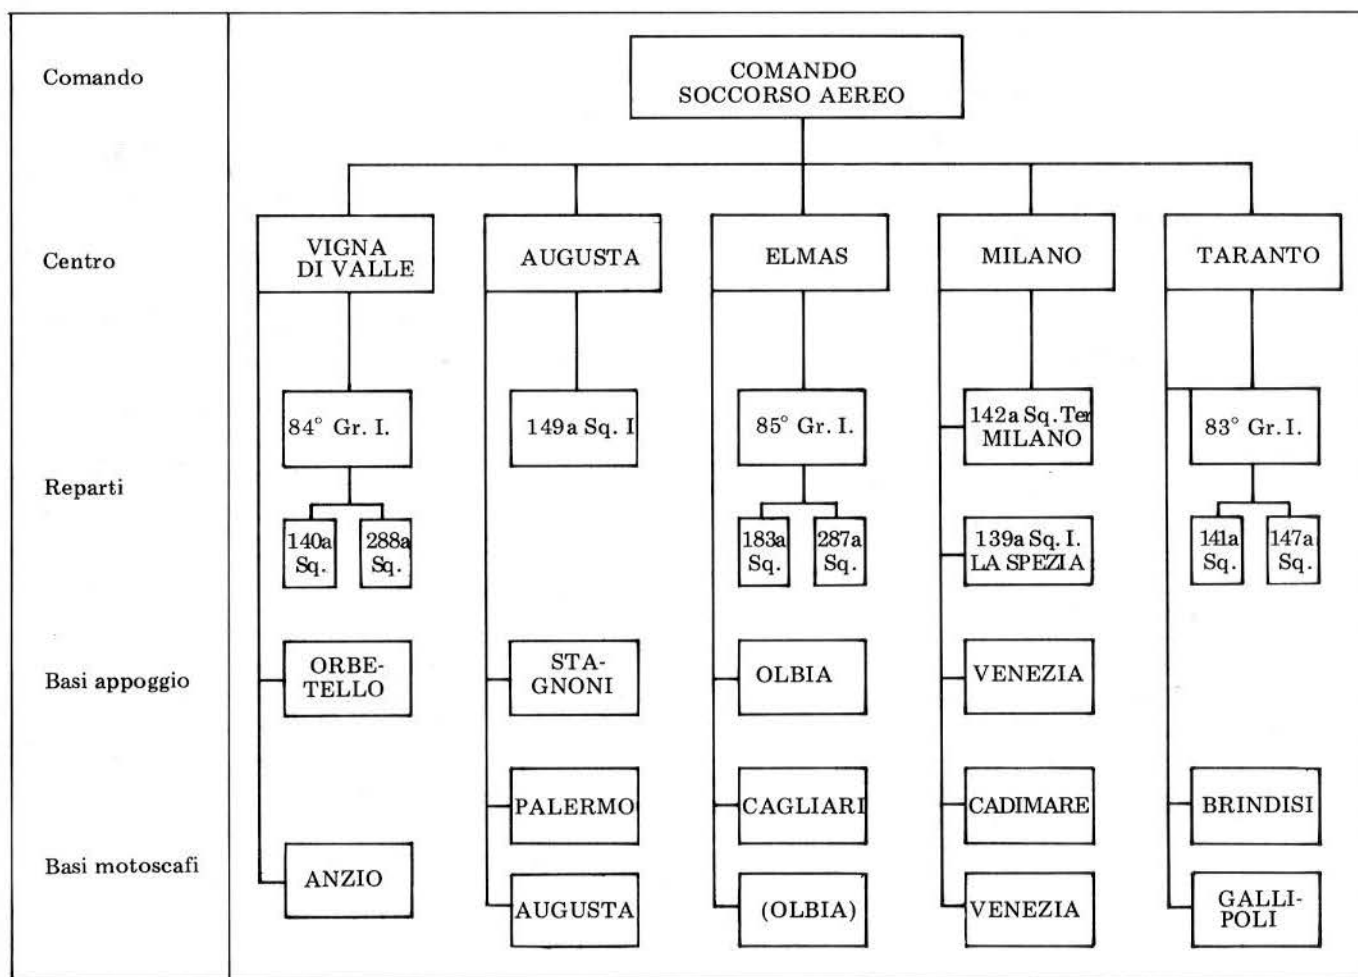 Comando
COMANDO
SOCCORSO AEREO
Centro
VIGNA
DI VALLE
AUGUSTA
ELMAS
MILANO
TARANTO
Reparti
84° Gr. I.
149a Sq. I
85° Gr. I.
142a Sq. Ter
MILANO
83° Gr. I.
140a
Sq.
288a
Sq.
183a
Sq.
287a
Sq.
139a Sq. I.
LA SPEZIA
141a
Sq.
147a
Sq.
Basi appoggio
ORBE-
TELLO
STA-
GNONI
OLBIA
VENEZIA
Basi motoscafi
ANZIO
PALERMO
CAGLIARI
CADIMARE
BRINDISI
AUGUSTA
(OLBIA)
VENEZIA
GALLI-
POLI